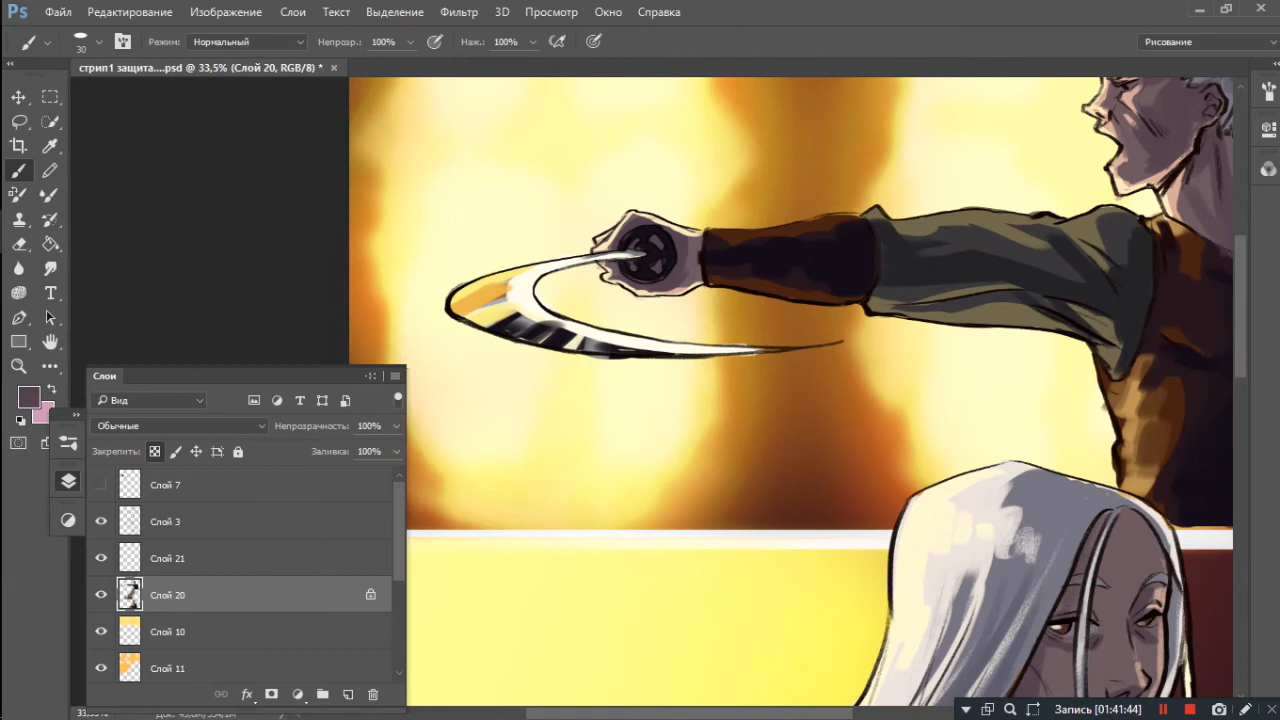 Ps Файл Редактирование Изображение Слои Текст Выделение Фильтр 3D Просмотр Окно Справка
30 Режим: Нормальный Непрозр.: 100% Наж.: 100% Рисование
стрип1 защита....psd @ 33,5% (Слой 20, RGB/8) *
Слои
Вид
Обычные Непрозрачность: 100%
Закрепить: Заливка: 100%
Слой 7
Слой 3
Слой 21
Слой 20
Слой 10
Слой 11
fx
Запись [01:41:44]